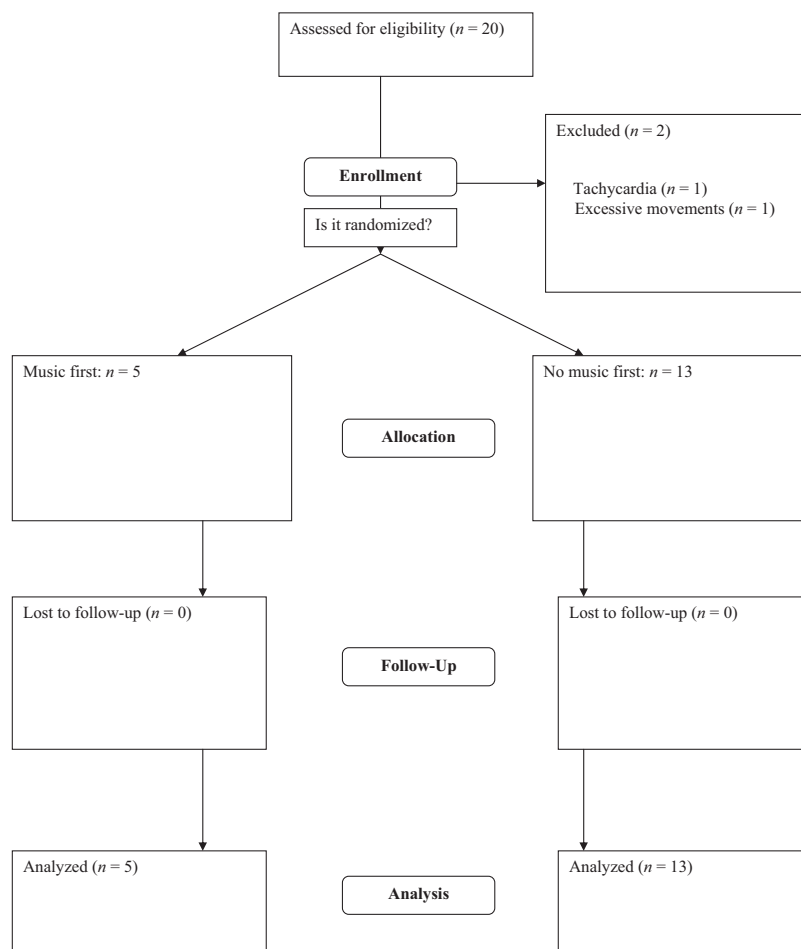 Assessed for eligibility (n = 20)
Excluded (n = 2)
Tachycardia (n = 1)
Excessive movements (n = 1)
Enrollment
Is it randomized?
Music first: n = 5
No music first: n = 13
Allocation
Lost to follow-up (n = 0)
Lost to follow-up (n = 0)
Follow-Up
Analyzed (n = 5)
Analyzed (n = 13)
Analysis